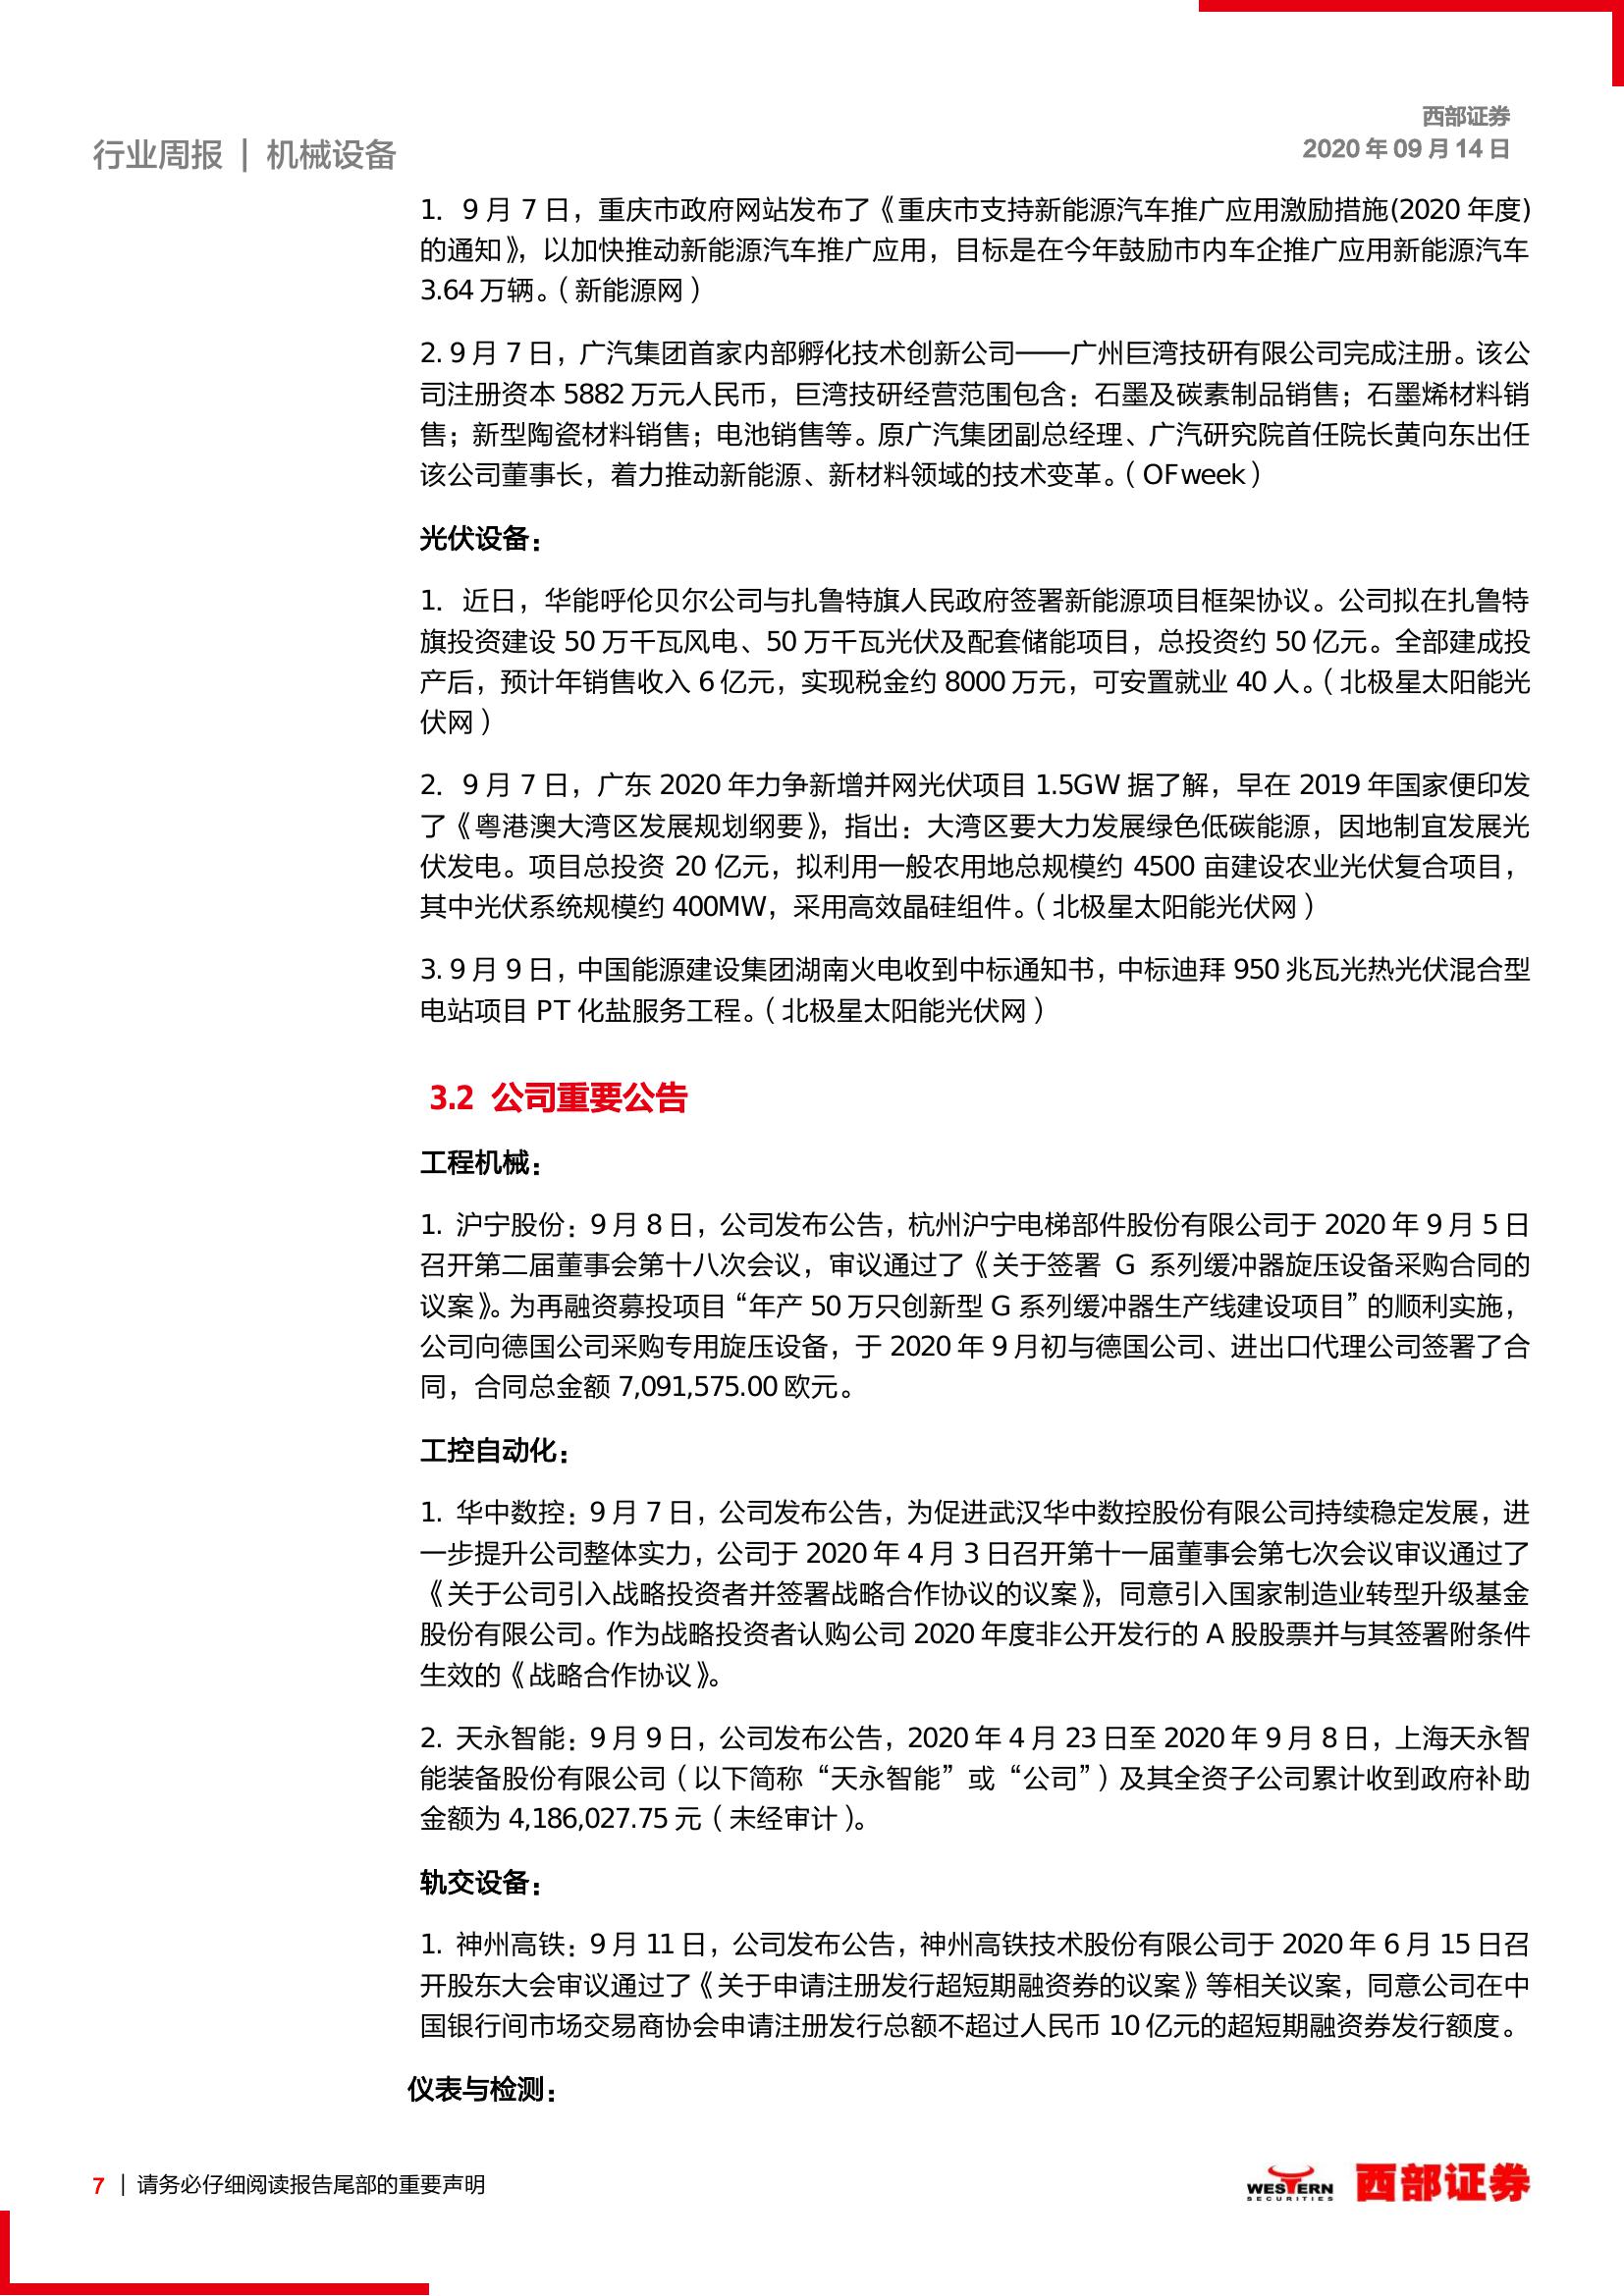 行业周报 | 机械设备
西部证券
2020 年 09 月 14 日
1. 9 月 7 日，重庆市政府网站发布了《重庆市支持新能源汽车推广应用激励措施(2020 年度)
的通知》，以加快推动新能源汽车推广应用，目标是在今年鼓励市内车企推广应用新能源汽车
3.64 万辆。（新能源网）
2. 9 月 7 日，广汽集团首家内部孵化技术创新公司——广州巨湾技研有限公司完成注册。该公
司注册资本 5882 万元人民币，巨湾技研经营范围包含：石墨及碳素制品销售；石墨烯材料销
售；新型陶瓷材料销售；电池销售等。原广汽集团副总经理、广汽研究院首任院长黄向东出任
该公司董事长，着力推动新能源、新材料领域的技术变革。（OFweek）
光伏设备：
1. 近日，华能呼伦贝尔公司与扎鲁特旗人民政府签署新能源项目框架协议。公司拟在扎鲁特
旗投资建设 50 万千瓦风电、50 万千瓦光伏及配套储能项目，总投资约 50 亿元。全部建成投
产后，预计年销售收入 6 亿元，实现税金约 8000 万元，可安置就业 40 人。（北极星太阳能光
伏网）
2. 9 月 7 日，广东 2020 年力争新增并网光伏项目 1.5GW 据了解，早在 2019 年国家便印发
了《粤港澳大湾区发展规划纲要》，指出：大湾区要大力发展绿色低碳能源，因地制宜发展光
伏发电。项目总投资 20 亿元，拟利用一般农用地总规模约 4500 亩建设农业光伏复合项目，
其中光伏系统规模约 400MW，采用高效晶硅组件。（北极星太阳能光伏网）
3. 9 月 9 日，中国能源建设集团湖南火电收到中标通知书，中标迪拜 950 兆瓦光热光伏混合型
电站项目 PT 化盐服务工程。（北极星太阳能光伏网）
3.2 公司重要公告
工程机械：
1. 沪宁股份：9 月 8 日，公司发布公告，杭州沪宁电梯部件股份有限公司于 2020 年 9 月 5 日
召开第二届董事会第十八次会议，审议通过了《关于签署 G 系列缓冲器旋压设备采购合同的
议案》。为再融资募投项目“年产 50 万只创新型 G 系列缓冲器生产线建设项目”的顺利实施，
公司向德国公司采购专用旋压设备，于 2020 年 9 月初与德国公司、进出口代理公司签署了合
同，合同总金额 7,091,575.00 欧元。
工控自动化：
1. 华中数控：9 月 7 日，公司发布公告，为促进武汉华中数控股份有限公司持续稳定发展，进
一步提升公司整体实力，公司于 2020 年 4 月 3 日召开第十一届董事会第七次会议审议通过了
《关于公司引入战略投资者并签署战略合作协议的议案》，同意引入国家制造业转型升级基金
股份有限公司。作为战略投资者认购公司 2020 年度非公开发行的 A 股股票并与其签署附条件
生效的《战略合作协议》。
2. 天永智能：9 月 9 日，公司发布公告，2020 年 4 月 23 日至 2020 年 9 月 8 日，上海天永智
能装备股份有限公司（以下简称“天永智能”或“公司”）及其全资子公司累计收到政府补助
金额为 4,186,027.75 元（未经审计）。
轨交设备：
1. 神州高铁：9 月 11 日，公司发布公告，神州高铁技术股份有限公司于 2020 年 6 月 15 日召
开股东大会审议通过了《关于申请注册发行超短期融资券的议案》等相关议案，同意公司在中
国银行间市场交易商协会申请注册发行总额不超过人民币 10 亿元的超短期融资券发行额度。
仪表与检测：
7 | 请务必仔细阅读报告尾部的重要声明
WESTERN
SECURITIES
西部证券